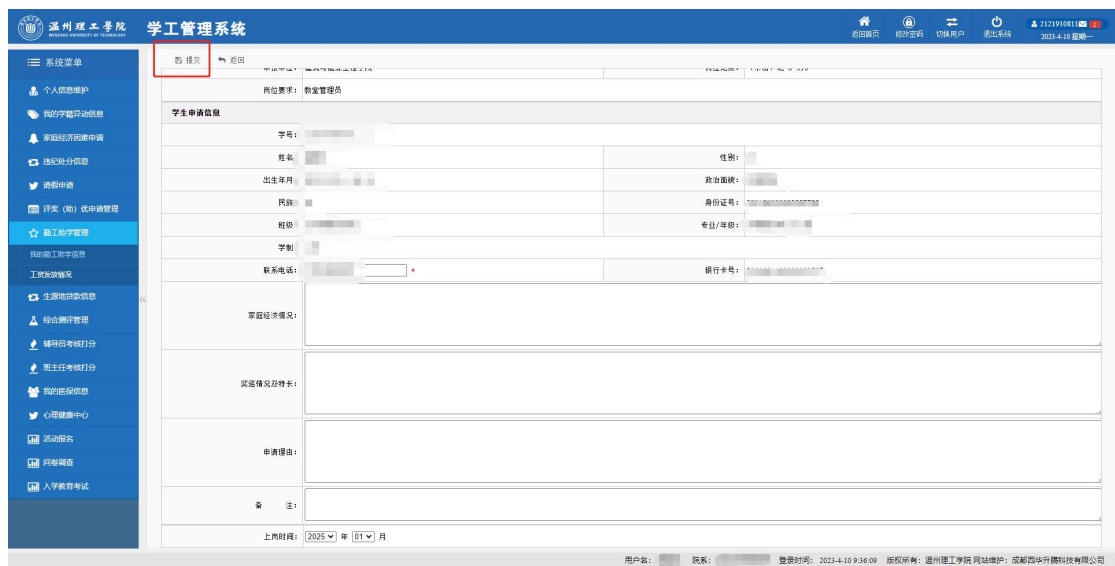 温州理工学院 学工管理系统 返回首页 修改密码 切换用户 退出系统 2121910811 1
WENZHOU UNIVERSITY OF TECHNOLOGY 2023-4-10 星期一
系统菜单 提交 返回
个人信息维护 岗位要求： 教室管理员
我的学籍异动信息 学生申请信息
家庭经济困难申请 学号：
违纪处分信息 姓名 性别：
请假申请 出生年月 政治面貌：
评奖（助）优申请管理 民族 身份证号：
勤工助学管理 班级 专业/年级：
我的勤工助学信息 学制
工资发放情况 联系电话： * 银行卡号：
生源地贷款信息
综合测评管理 家庭经济情况：
辅导员考核打分
班主任考核打分
我的医保信息 奖惩情况及特长：
心理健康中心
活动报名
问卷调查 申请理由：
入学教育考试
备 注：
上岗时间： 2025 年 01 月
用户名： 院系： 登录时间： 2023-4-10 9:36:09 版权所有：温州理工学院 网站维护：成都西华升腾科技有限公司